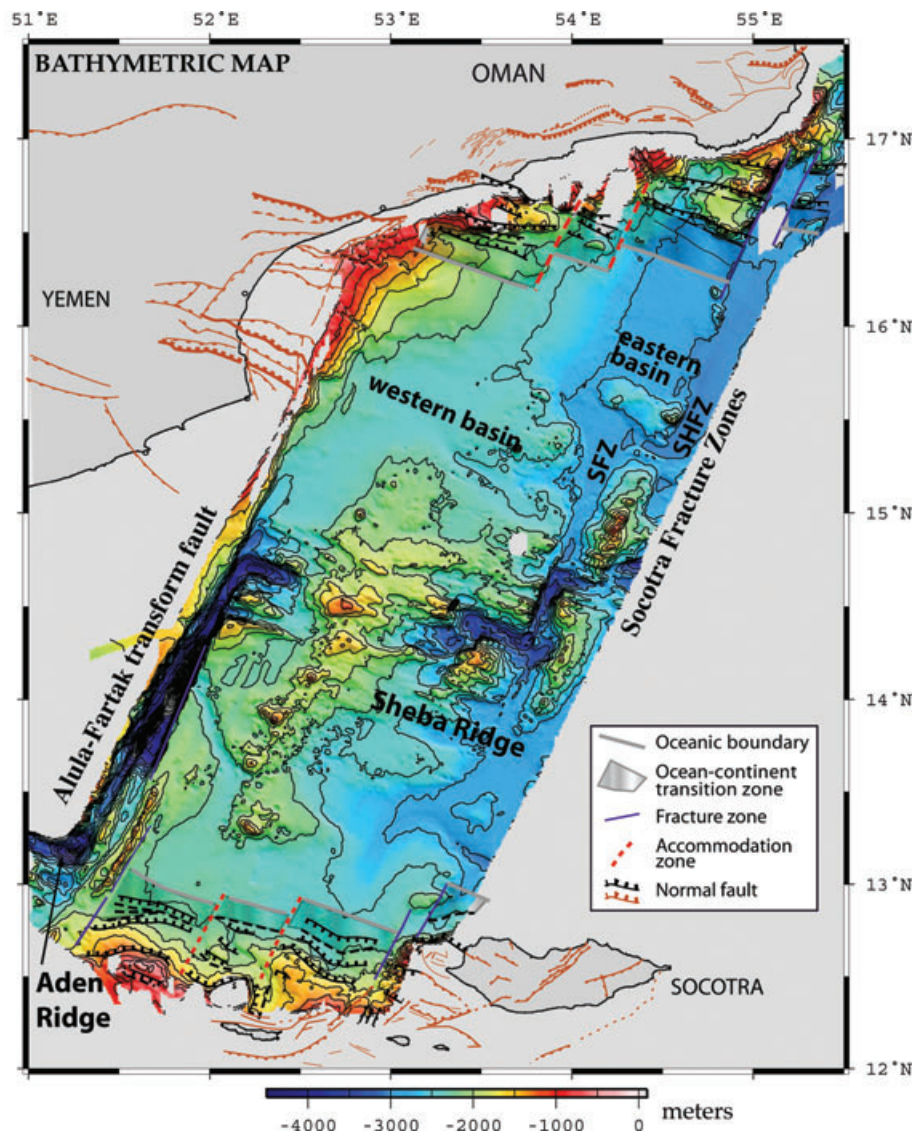 51°E 52°E 53°E 54°E 55°E
BATHYMETRIC MAP
OMAN
17°N
YEMEN
16°N
eastern
basin
western basin
SFZ
SHFZ
Socotra Fracture Zones
15°N
Alula-Fartak transform fault
14°N
Sheba Ridge
Oceanic boundary
Ocean-continent
transition zone
Fracture zone
Accommodation
zone
Normal fault
13°N
Aden
Ridge
SOCOTRA
12°N
-4000 -3000 -2000 -1000 0 meters